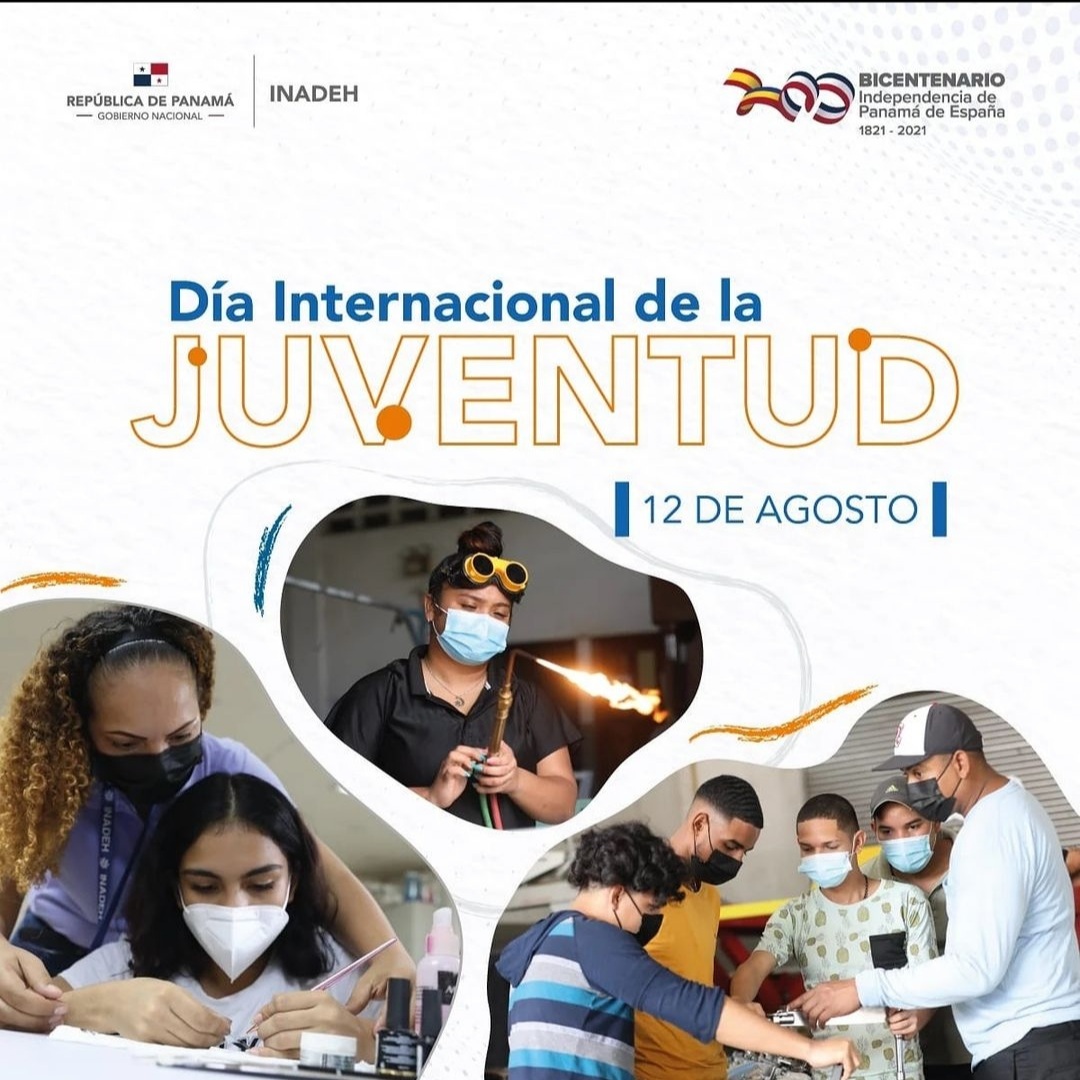 REPÚBLICA DE PANAMÁ
GOBIERNO NACIONAL
INADEH
BICENTENARIO
Independencia de
Panamá de España
1821 - 2021
Día Internacional de la
JUVENTUD
12 DE AGOSTO
INADEH
INADEH